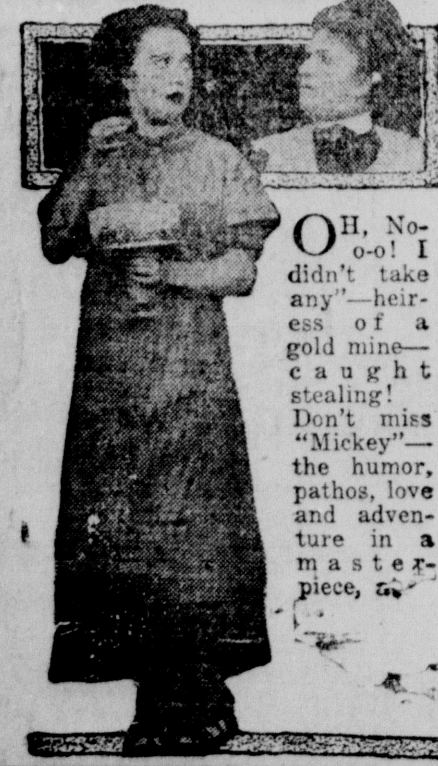 OH, No-
o-o! I
didn't take
any"—heir-
ess of a
gold mine—
caught
stealing!
Don't miss
"Mickey"—
the humor,
pathos, love
and adven-
ture in a
master-
piece,